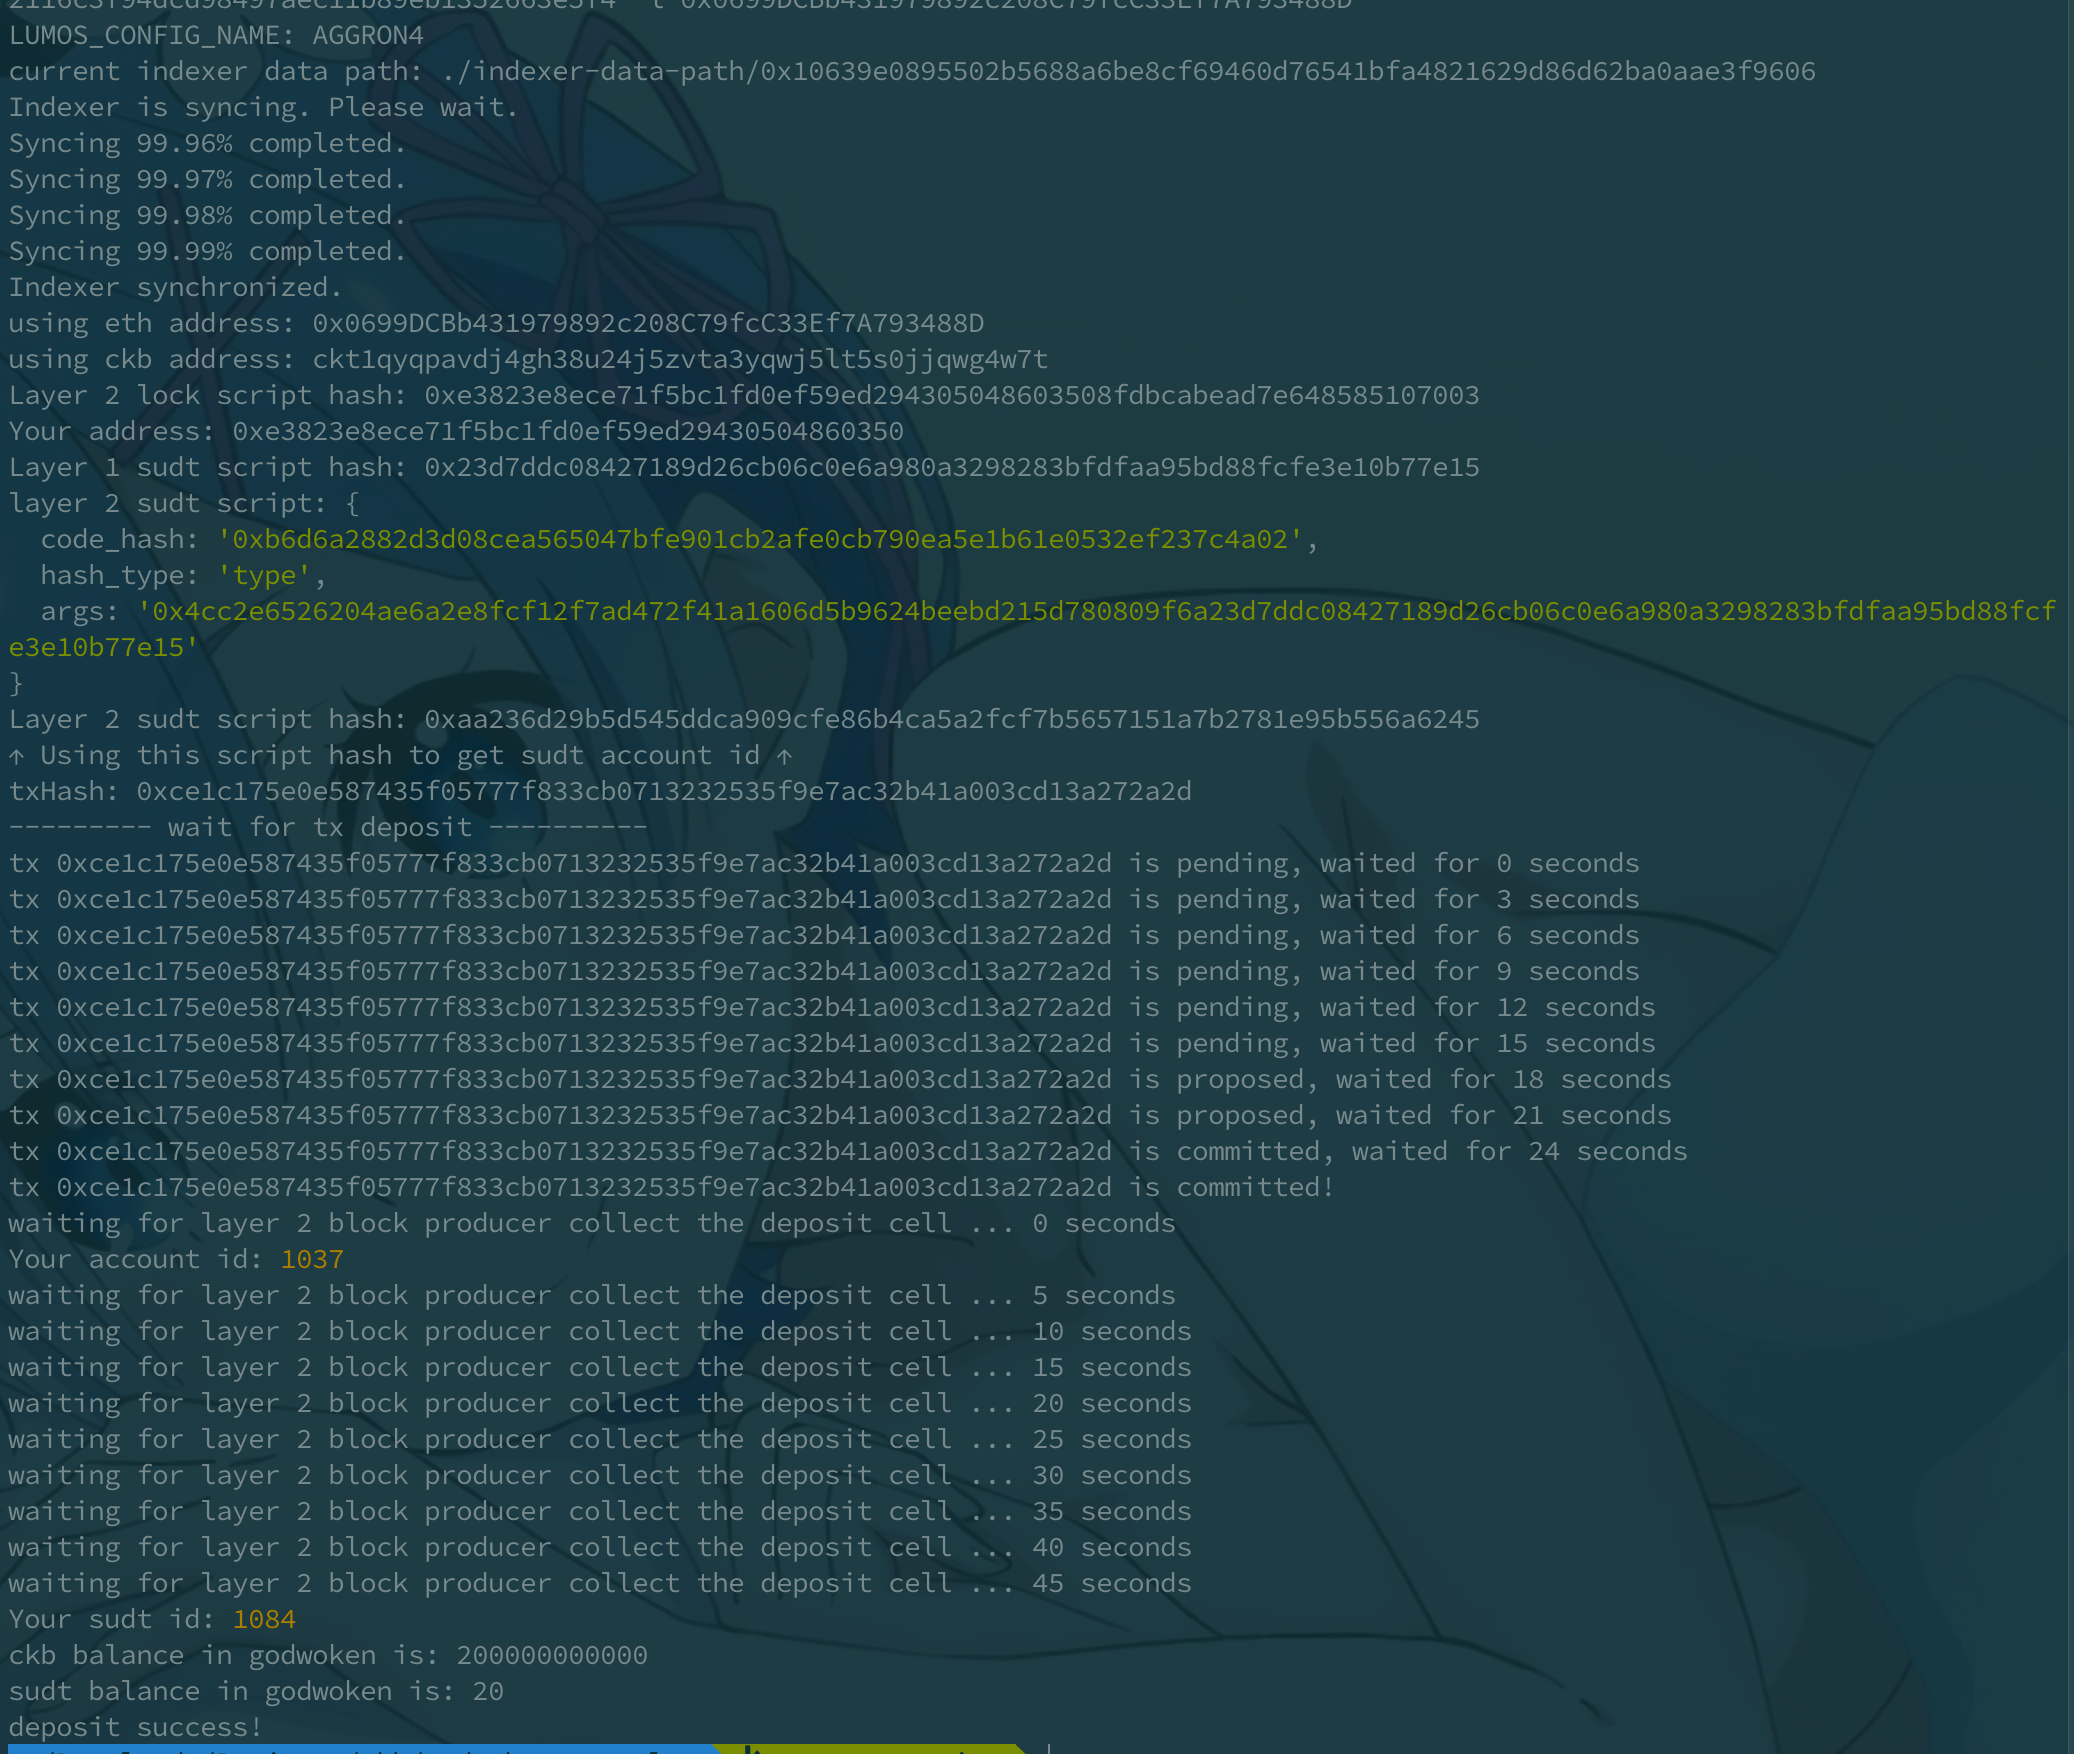 LUMOS_CONFIG_NAME: AGGRON4
current indexer data path: ./indexer-data-path/0x10639e0895502b5688a6be8cf69460d76541bfa4821629d86d62ba0aae3f9606
Indexer is syncing. Please wait.
Syncing 99.96% completed.
Syncing 99.97% completed.
Syncing 99.98% completed.
Syncing 99.99% completed.
Indexer synchronized.
using eth address: 0x0699DCBb431979892c208C79fcC33Ef7A793488D
using ckb address: ckt1qyqpavdj4gh38u24j5zvta3yqwj5lt5s0jjqwg4w7t
Layer 2 lock script hash: 0xe3823e8ece71f5bc1fd0ef59ed294305048603508fdbcabead7e648585107003
Your address: 0xe3823e8ece71f5bc1fd0ef59ed29430504860350
Layer 1 sudt script hash: 0x23d7ddc08427189d26cb06c0e6a980a3298283bfdfaa95bd88fcfe3e10b77e15
layer 2 sudt script: {
  code_hash: '0xb6d6a2882d3d08cea565047bfe901cb2afe0cb790ea5e1b61e0532ef237c4a02',
  hash_type: 'type',
  args: '0x4cc2e6526204ae6a2e8fcf12f7ad472f41a1606d5b9624beebd215d780809f6a23d7ddc08427189d26cb06c0e6a980a3298283bfdfaa95bd88fcf
e3e10b77e15'
}
Layer 2 sudt script hash: 0xaa236d29b5d545ddca909cfe86b4ca5a2fcf7b5657151a7b2781e95b556a6245
↑ Using this script hash to get sudt account id ↑
txHash: 0xce1c175e0e587435f05777f833cb0713232535f9e7ac32b41a003cd13a272a2d
--------- wait for tx deposit ----------
tx 0xce1c175e0e587435f05777f833cb0713232535f9e7ac32b41a003cd13a272a2d is pending, waited for 0 seconds
tx 0xce1c175e0e587435f05777f833cb0713232535f9e7ac32b41a003cd13a272a2d is pending, waited for 3 seconds
tx 0xce1c175e0e587435f05777f833cb0713232535f9e7ac32b41a003cd13a272a2d is pending, waited for 6 seconds
tx 0xce1c175e0e587435f05777f833cb0713232535f9e7ac32b41a003cd13a272a2d is pending, waited for 9 seconds
tx 0xce1c175e0e587435f05777f833cb0713232535f9e7ac32b41a003cd13a272a2d is pending, waited for 12 seconds
tx 0xce1c175e0e587435f05777f833cb0713232535f9e7ac32b41a003cd13a272a2d is pending, waited for 15 seconds
tx 0xce1c175e0e587435f05777f833cb0713232535f9e7ac32b41a003cd13a272a2d is proposed, waited for 18 seconds
tx 0xce1c175e0e587435f05777f833cb0713232535f9e7ac32b41a003cd13a272a2d is proposed, waited for 21 seconds
tx 0xce1c175e0e587435f05777f833cb0713232535f9e7ac32b41a003cd13a272a2d is committed, waited for 24 seconds
tx 0xce1c175e0e587435f05777f833cb0713232535f9e7ac32b41a003cd13a272a2d is committed!
waiting for layer 2 block producer collect the deposit cell ... 0 seconds
Your account id: 1037
waiting for layer 2 block producer collect the deposit cell ... 5 seconds
waiting for layer 2 block producer collect the deposit cell ... 10 seconds
waiting for layer 2 block producer collect the deposit cell ... 15 seconds
waiting for layer 2 block producer collect the deposit cell ... 20 seconds
waiting for layer 2 block producer collect the deposit cell ... 25 seconds
waiting for layer 2 block producer collect the deposit cell ... 30 seconds
waiting for layer 2 block producer collect the deposit cell ... 35 seconds
waiting for layer 2 block producer collect the deposit cell ... 40 seconds
waiting for layer 2 block producer collect the deposit cell ... 45 seconds
Your sudt id: 1084
ckb balance in godwoken is: 200000000000
sudt balance in godwoken is: 20
deposit success!